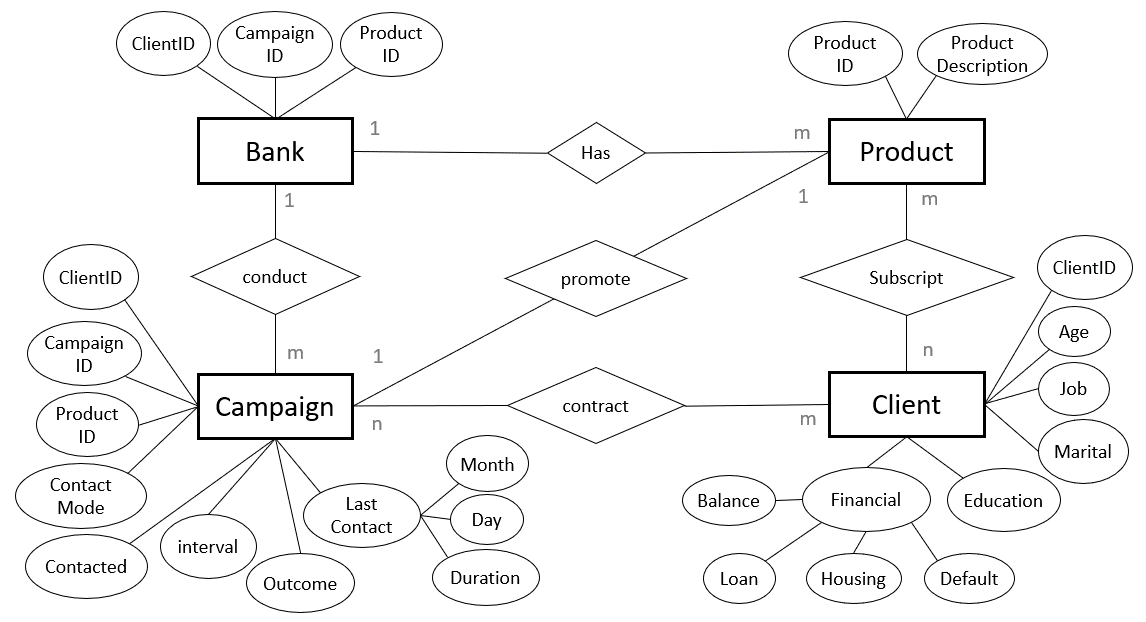 ClientID
Campaign
ID
Product
ID
Product
ID
Product
Description
Bank
1
Has
m
Product
1
1
m
conduct
promote
Subscript
ClientID
ClientID
Campaign
ID
m
1
n
Age
Product
ID
Campaign
n
contract
m
Client
Job
Marital
Contact
Mode
Month
Last
Contact
Day
Duration
Balance
Financial
Education
Contacted
interval
Outcome
Loan
Housing
Default